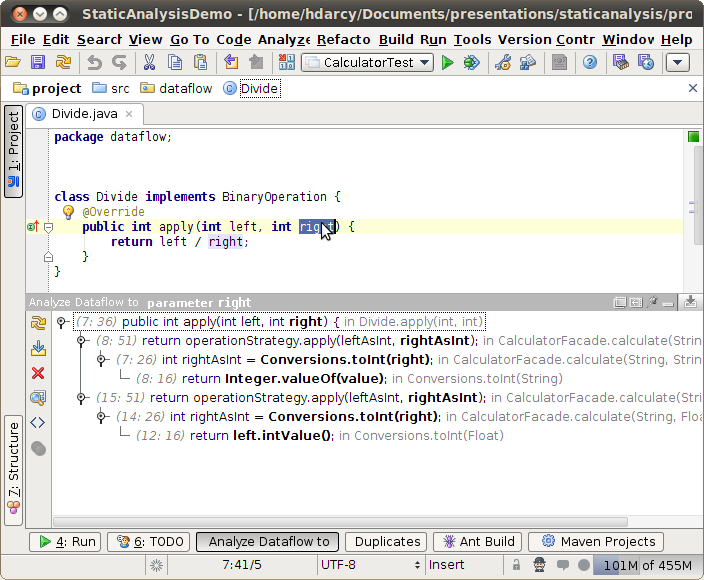 StaticAnalysisDemo - [/home/hdarcy/Documents/presentations/staticanalysis/pro
File Edit Search View Go To Code Analyze Refacto Build Run Tools Version Contr Window Help
CalculatorTest
project src dataflow Divide
1: Project
Divide.java
package dataflow;
class Divide implements BinaryOperation {
@Override
public int apply(int left, int right) {
return left / right;
}
}
Analyze Dataflow to parameter right
(7: 36) public int apply(int left, int right) { in Divide.apply(int, int)
(8: 51) return operationStrategy.apply(leftAsInt, rightAsInt); in CalculatorFacade.calculate(String, Strin
(7: 26) int rightAsInt = Conversions.toInt(right); in CalculatorFacade.calculate(String, Strin
(8: 16) return Integer.valueOf(value); in Conversions.toInt(String)
(15: 51) return operationStrategy.apply(leftAsInt, rightAsInt); in CalculatorFacade.calculate(String,
(14: 26) int rightAsInt = Conversions.toInt(right); in CalculatorFacade.calculate(String, Floa
(12: 16) return left.intValue(); in Conversions.toInt(Float)
7: Structure
4: Run 6: TODO Analyze Dataflow to Duplicates Ant Build Maven Projects
7:41/5 UTF-8 Insert 101M of 455M